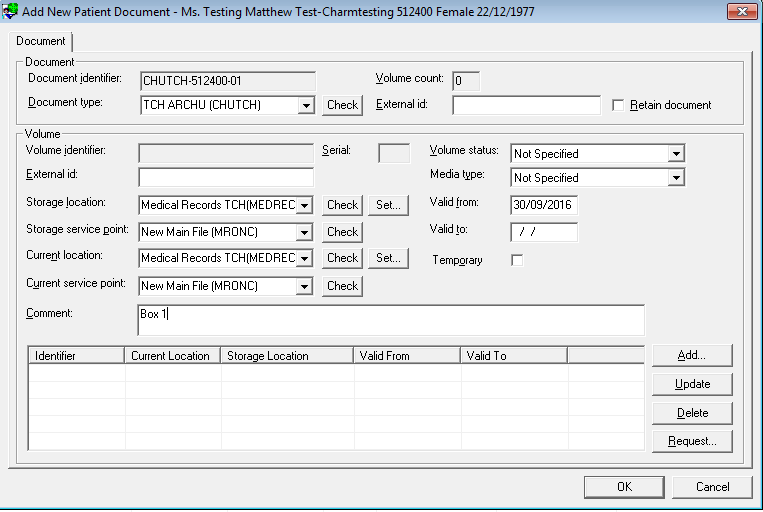 Add New Patient Document - Ms. Testing Matthew Test-Charmtesting 512400 Female 22/12/1977
Document
Document
Document identifier: CHUTCH-512400-01 Volume count: 0
Document type: TCH ARCHU (CHUTCH) Check External id: Retain document
Volume
Volume identifier: Serial: Volume status: Not Specified
External id: Media type: Not Specified
Storage location: Medical Records TCH(MEDREC Check Set... Valid from: 30/09/2016
Storage service point: New Main File (MRONC) Check Valid to: / /
Current location: Medical Records TCH(MEDREC Check Set... Temporary
Current service point: New Main File (MRONC) Check
Comment: Box 1
Identifier Current Location Storage Location Valid From Valid To
Add...
Update
Delete
Request...
OK Cancel